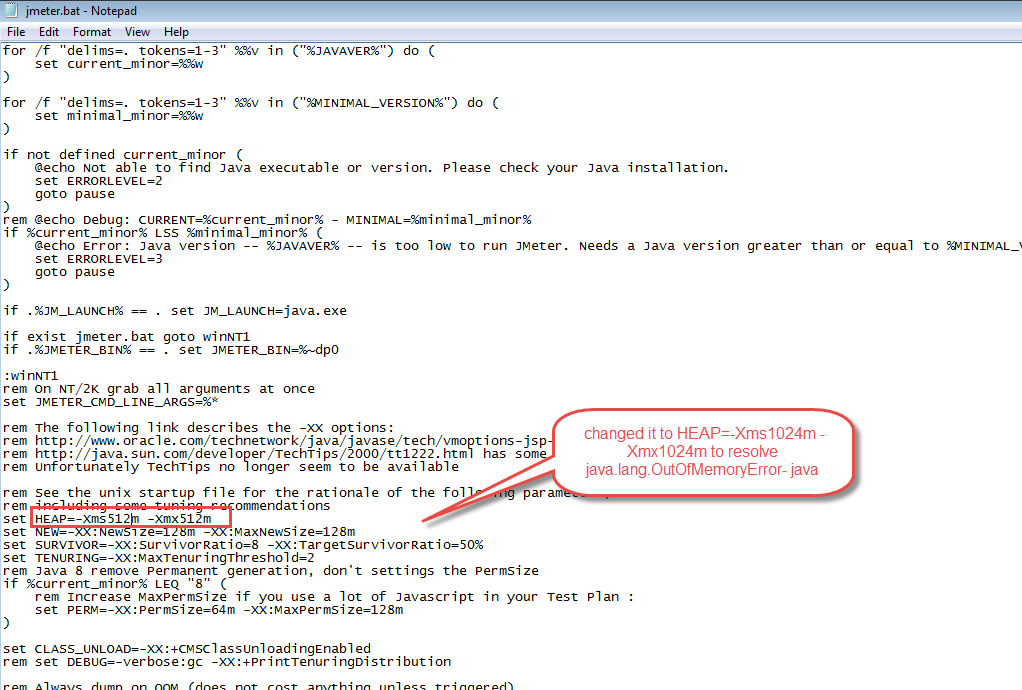 jmeter.bat - Notepad
File Edit Format View Help
for /f "delims=. tokens=1-3" %%v in ("%JAVAVER%") do (
    set current_minor=%%w
)

for /f "delims=. tokens=1-3" %%v in ("%MINIMAL_VERSION%") do (
    set minimal_minor=%%w
)

if not defined current_minor (
    @echo Not able to find Java executable or version. Please check your Java installation.
    set ERRORLEVEL=2
    goto pause
)
rem @echo Debug: CURRENT=%current_minor% - MINIMAL=%minimal_minor%
if %current_minor% LSS %minimal_minor% (
    @echo Error: Java version -- %JAVAVER% -- is too low to run JMeter. Needs a Java version greater than or equal to %MINIMAL_V
    set ERRORLEVEL=3
    goto pause
)

if .%JM_LAUNCH% == . set JM_LAUNCH=java.exe

if exist jmeter.bat goto winNT1
if .%JMETER_BIN% == . set JMETER_BIN=%~dp0

:winNT1
rem On NT/2K grab all arguments at once
set JMETER_CMD_LINE_ARGS=%*

rem The following link describes the -XX options:
rem http://www.oracle.com/technetwork/java/javase/tech/vmoptions-jsp-
rem http://java.sun.com/developer/TechTips/2000/tt1222.html has some
rem Unfortunately TechTips no longer seem to be available

changed it to HEAP=-Xms1024m -
Xmx1024m to resolve
java.lang.OutOfMemoryError- java

rem See the unix startup file for the rationale of the following
rem including some tuning recommendations
set HEAP=-Xms512m -Xmx512m
set NEW=-XX:NewSize=128m -XX:MaxNewSize=128m
set SURVIVOR=-XX:SurvivorRatio=8 -XX:TargetSurvivorRatio=50%
set TENURING=-XX:MaxTenuringThreshold=2
rem Java 8 remove Permanent generation, don't settings the PermSize
if %current_minor% LEQ "8" (
    rem Increase MaxPermSize if you use a lot of Javascript in your Test Plan :
    set PERM=-XX:PermSize=64m -XX:MaxPermSize=128m
)

set CLASS_UNLOAD=-XX:+CMSClassUnloadingEnabled
rem set DEBUG=-verbose:gc -XX:+PrintTenuringDistribution

rem Always dump on OOM (does not cost anything unless triggered)